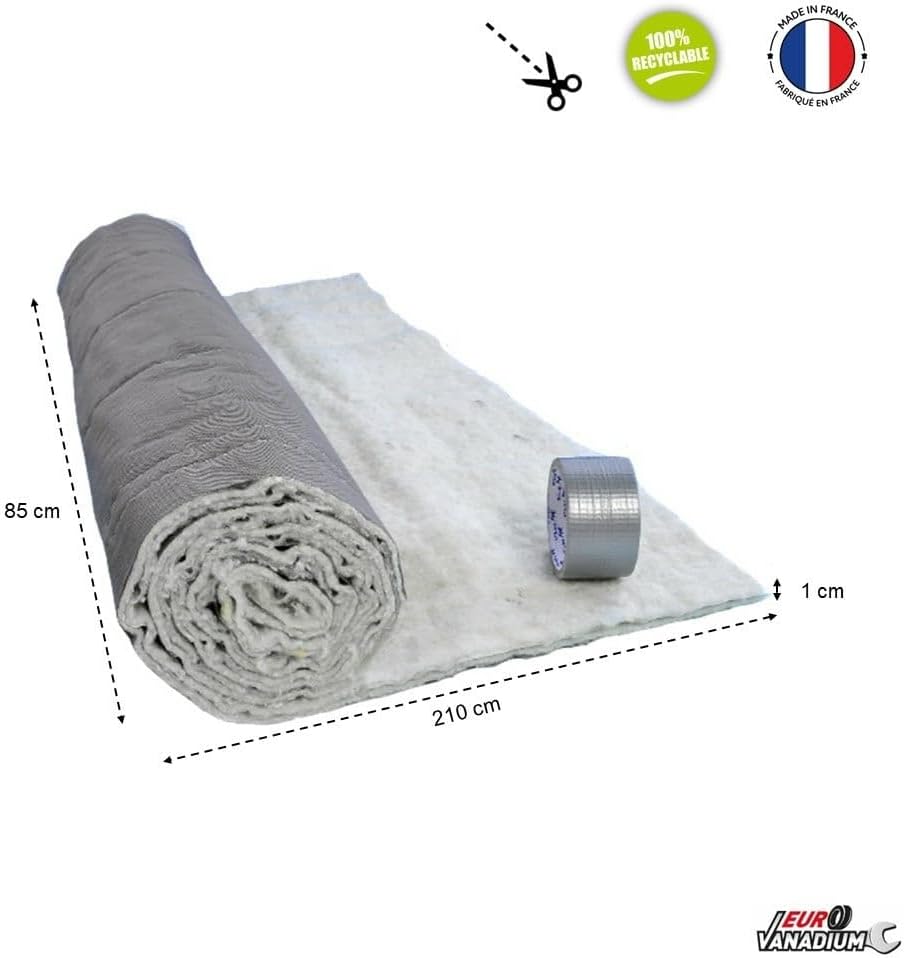 100%
RECYCLABLE
MADE IN FRANCE
FABRIQUÉ EN FRANCE
85 cm
1 cm
210 cm
EURO
VANADIUM